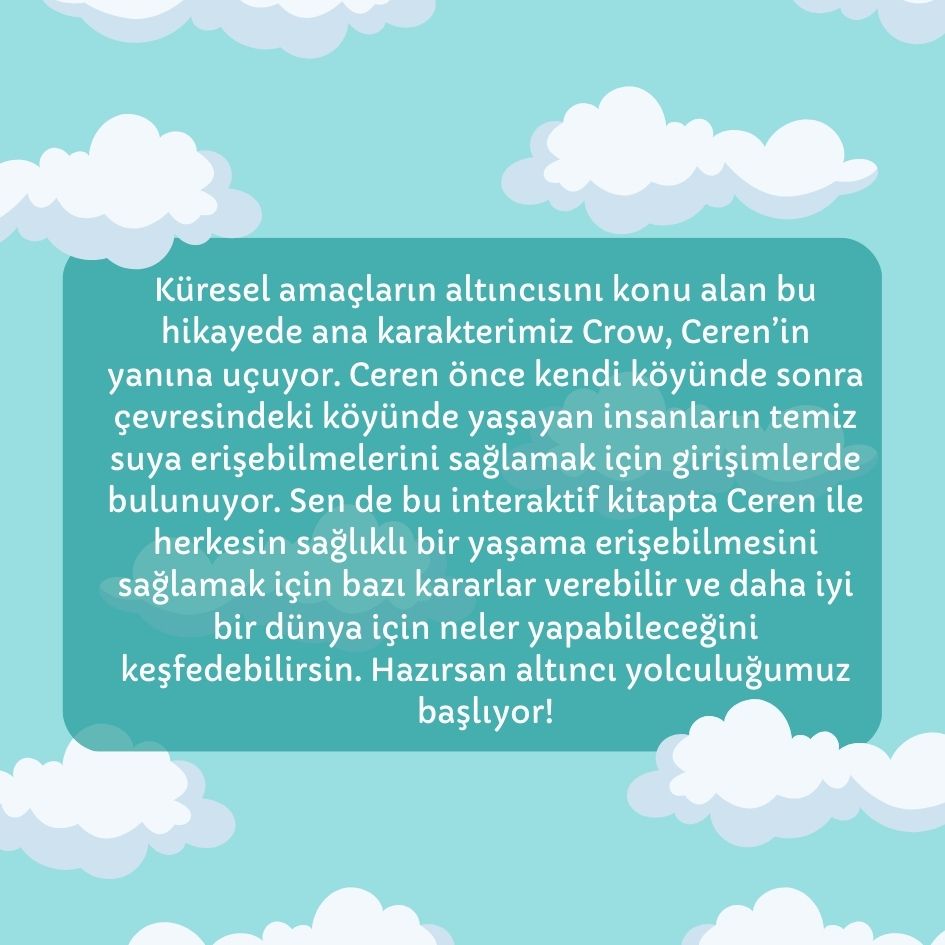 Küresel amaçların altıncısını konu alan bu
hikayede ana karakterimiz Crow, Ceren’in
yanına uçuyor. Ceren önce kendi köyünde sonra
çevresindeki köyünde yaşayan insanların temiz
suya erişebilmelerini sağlamak için girişimlerde
bulunuyor. Sen de bu interaktif kitapta Ceren ile
herkesin sağlıklı bir yaşama erişebilmesini
sağlamak için bazı kararlar verebilir ve daha iyi
bir dünya için neler yapabileceğini
keşfedebilirsin. Hazırsan altıncı yolculuğumuz
başlıyor!